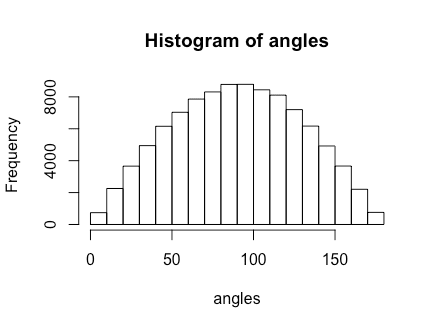 Histogram of angles
Frequency
8000
4000
0
0 50 100 150
angles